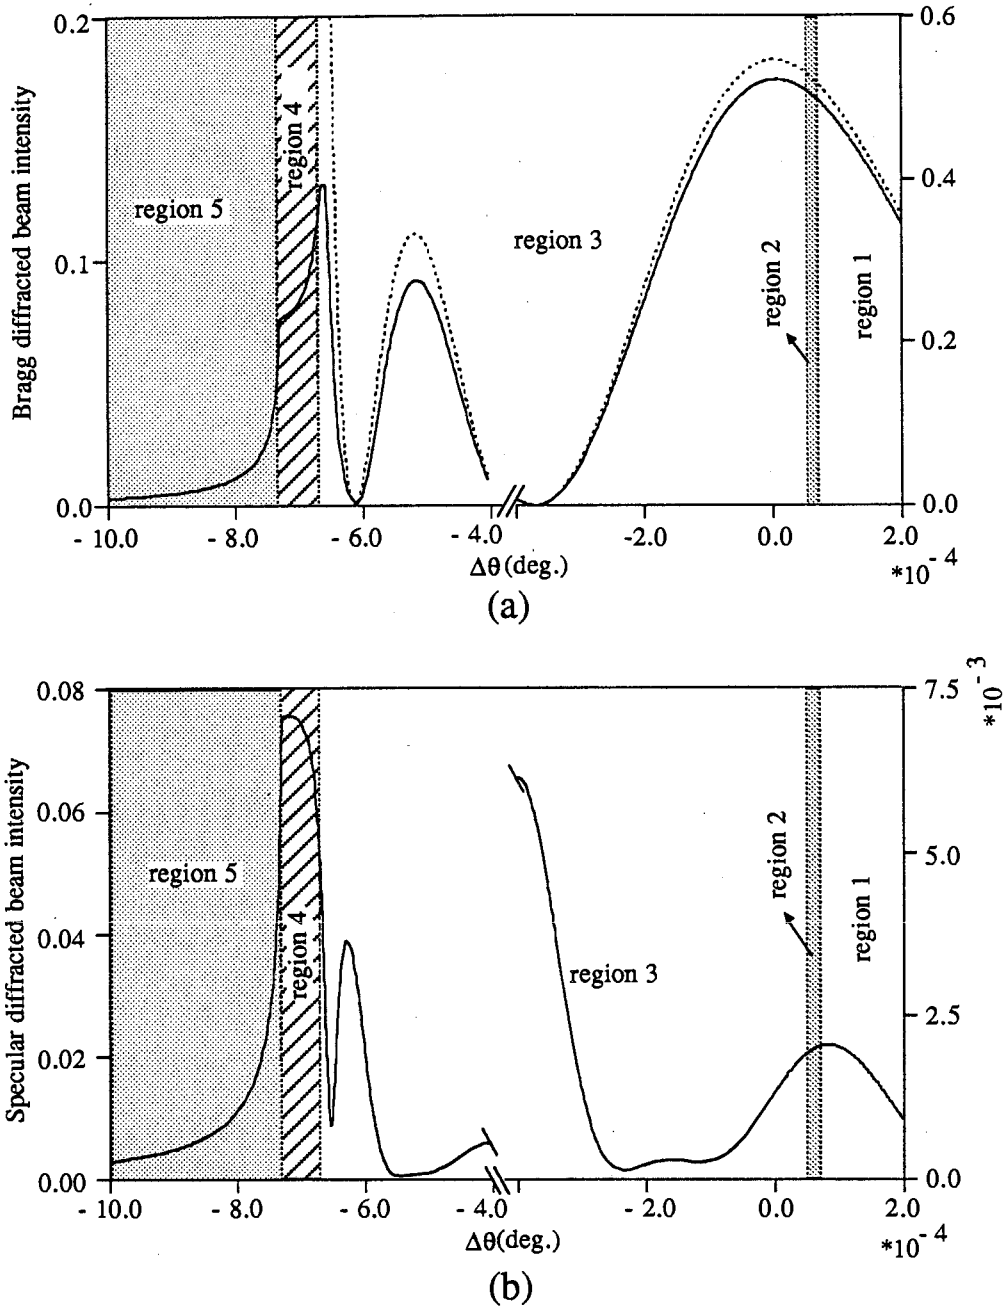 Bragg diffracted beam intensity
0.2
0.1
0.0
0.6
0.4
0.2
0.0
region 5
region 4
region 3
region 2
region 1
- 10.0 - 8.0 - 6.0 - 4.0 -2.0 0.0 2.0
Δθ(deg.)
*10 - 4
(a)
Specular diffracted beam intensity
0.08
0.06
0.04
0.02
0.00
7.5
5.0
2.5
0.0
*10 - 3
region 5
region 4
region 3
region 2
region 1
- 10.0 - 8.0 - 6.0 - 4.0 - 2.0 0.0 2.0
Δθ(deg.)
*10 - 4
(b)